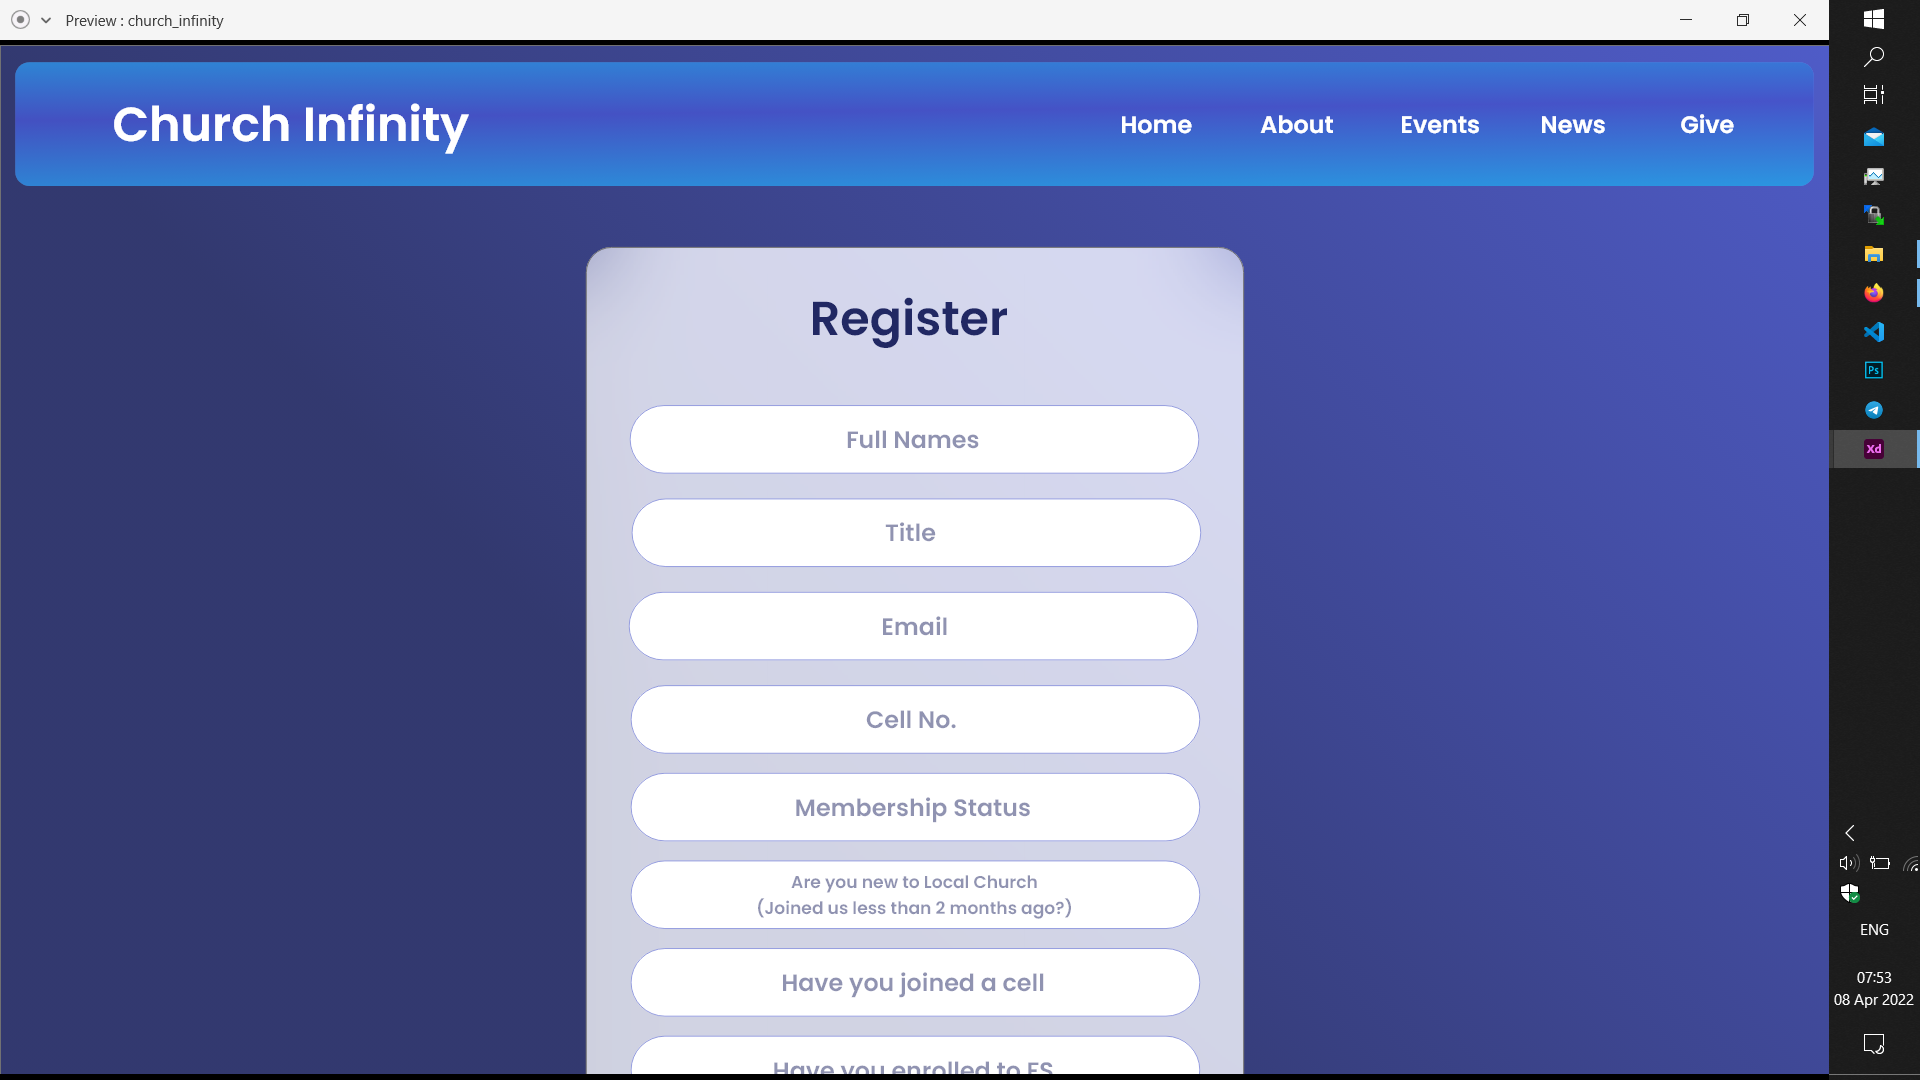 Preview : church_infinity
Church Infinity
Home About Events News Give
Register
Full Names
Title
Email
Cell No.
Membership Status
Are you new to Local Church
(Joined us less than 2 months ago?)
Have you joined a cell
Have you enrolled to FS
Ps
Xd
ENG
07:53
08 Apr 2022